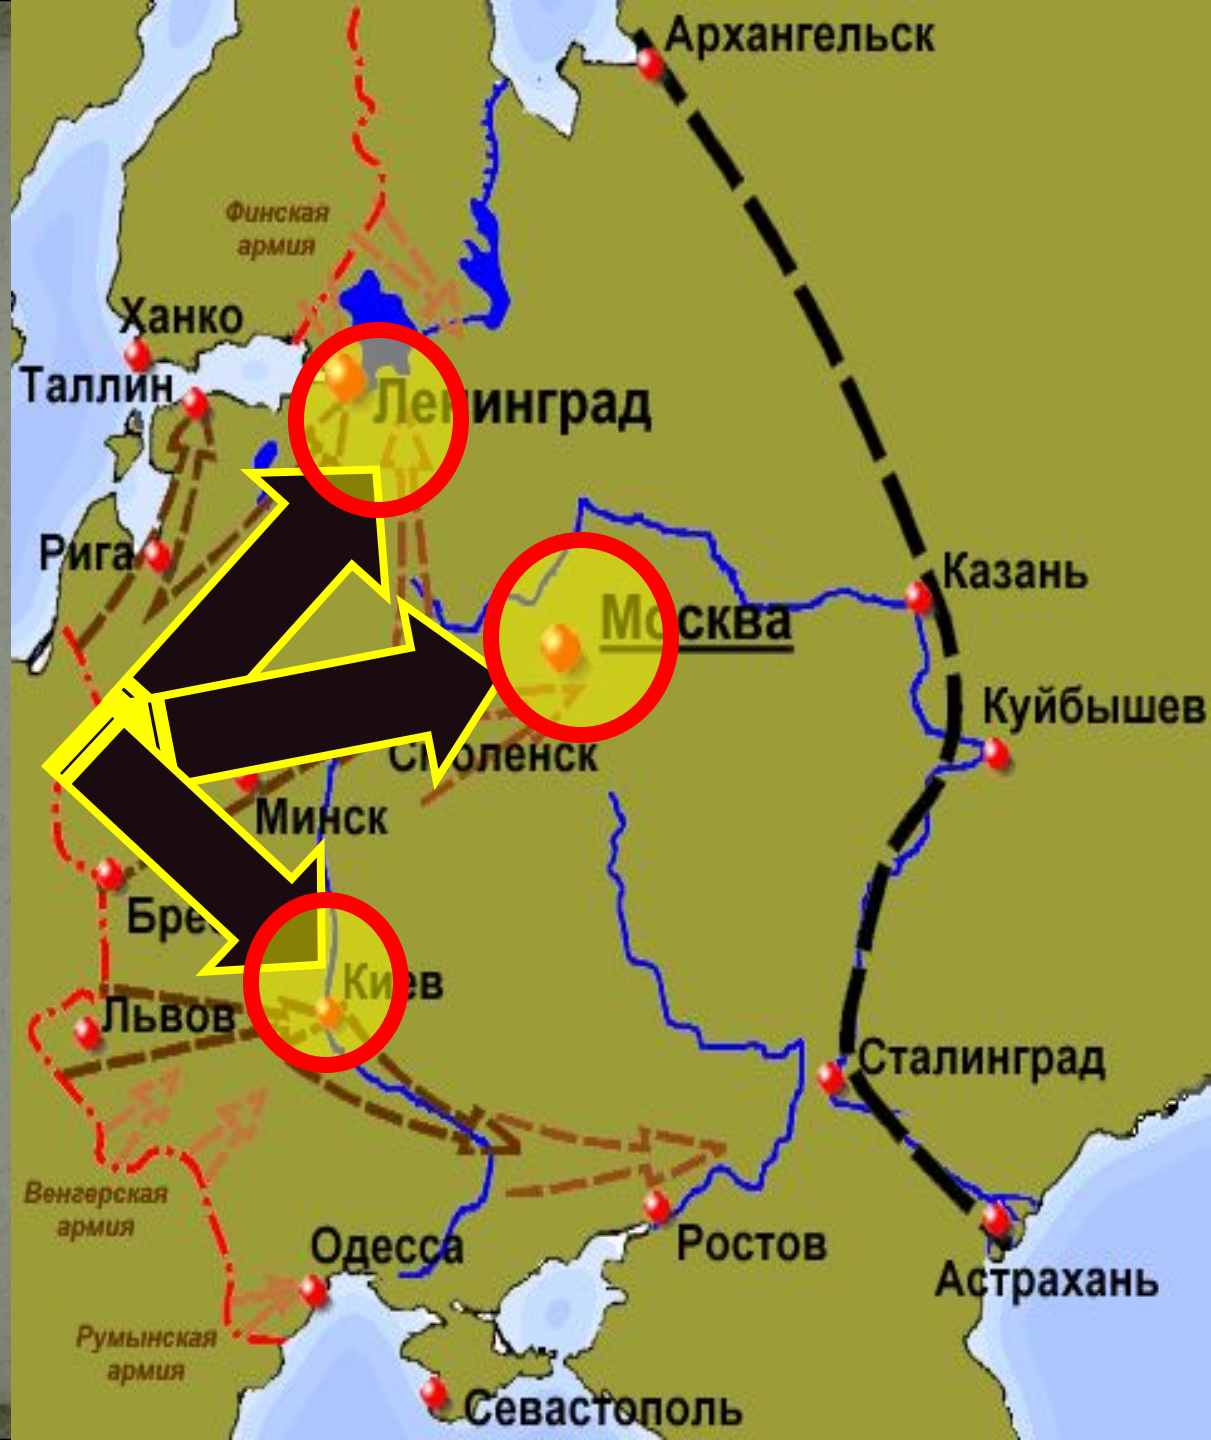 Архангельск
Финская
армия
Ханко
Таллин
Ленинград
Рига
Казань
Москва
Куйбышев
Смоленск
Минск
Брест
Киев
Львов
Сталинград
Венгерская
армия
Одесса
Ростов
Астрахань
Румынская
армия
Севастополь